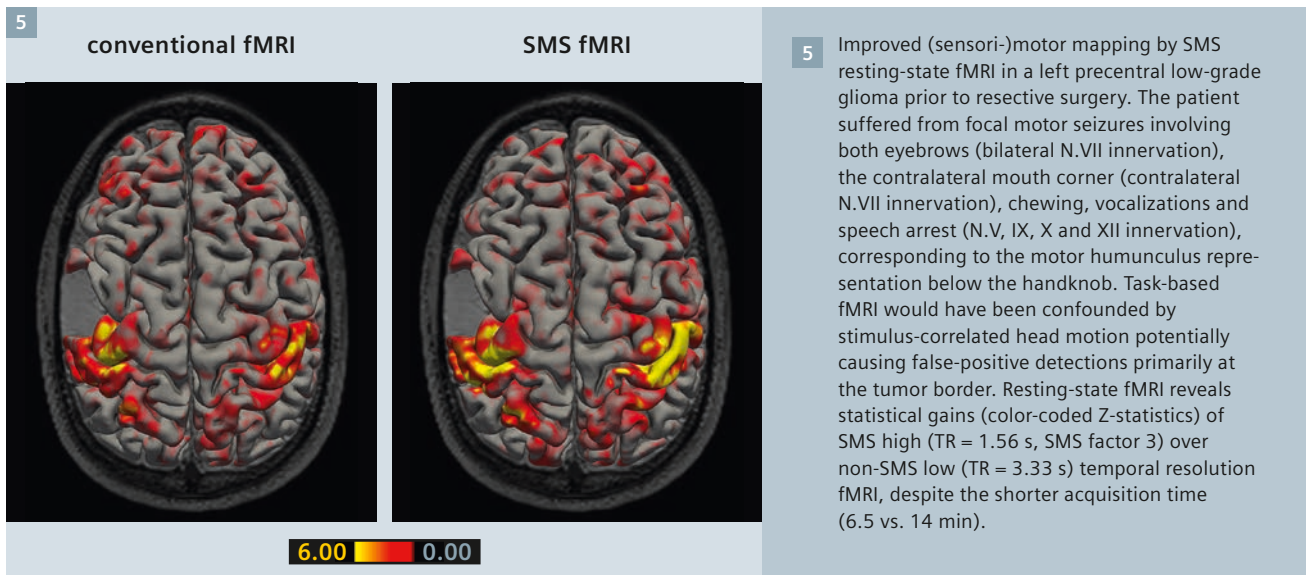 5
conventional fMRI
SMS fMRI
6.00 0.00
5
Improved (sensori-)motor mapping by SMS
resting-state fMRI in a left precentral low-grade
glioma prior to resective surgery. The patient
suffered from focal motor seizures involving
both eyebrows (bilateral N.VII innervation),
the contralateral mouth corner (contralateral
N.VII innervation), chewing, vocalizations and
speech arrest (N.V, IX, X and XII innervation),
corresponding to the motor humunculus repre-
sentation below the handknob. Task-based
fMRI would have been confounded by
stimulus-correlated head motion potentially
causing false-positive detections primarily at
the tumor border. Resting-state fMRI reveals
statistical gains (color-coded Z-statistics) of
SMS high (TR = 1.56 s, SMS factor 3) over
non-SMS low (TR = 3.33 s) temporal resolution
fMRI, despite the shorter acquisition time
(6.5 vs. 14 min).